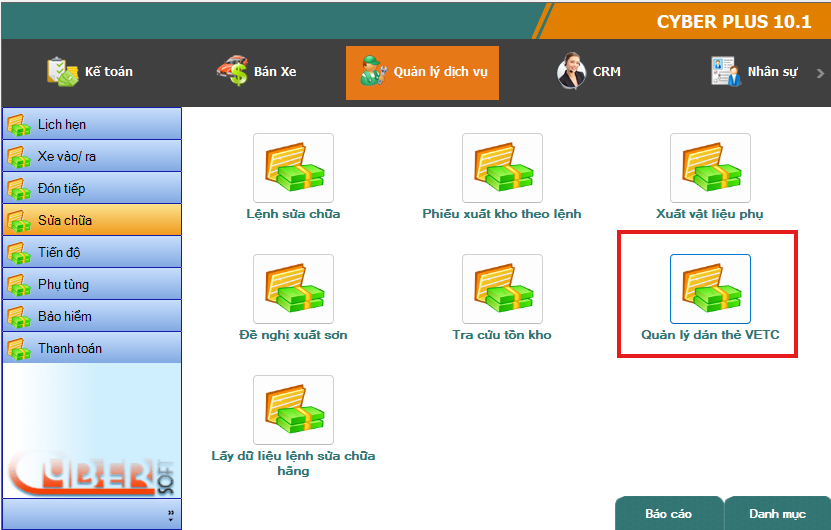 CYBER PLUS 10.1
Kế toán
Bán Xe
Quản lý dịch vụ
CRM
Nhân sự
Lịch hẹn
Xe vào/ ra
Đón tiếp
Sửa chữa
Tiến độ
Phụ tùng
Bảo hiểm
Thanh toán
CYBER SOFT
Lệnh sửa chữa
Phiếu xuất kho theo lệnh
Xuất vật liệu phụ
Đề nghị xuất sơn
Tra cứu tồn kho
Quản lý dán thẻ VETC
Lấy dữ liệu lệnh sửa chữa
hãng
Báo cáo
Danh mục